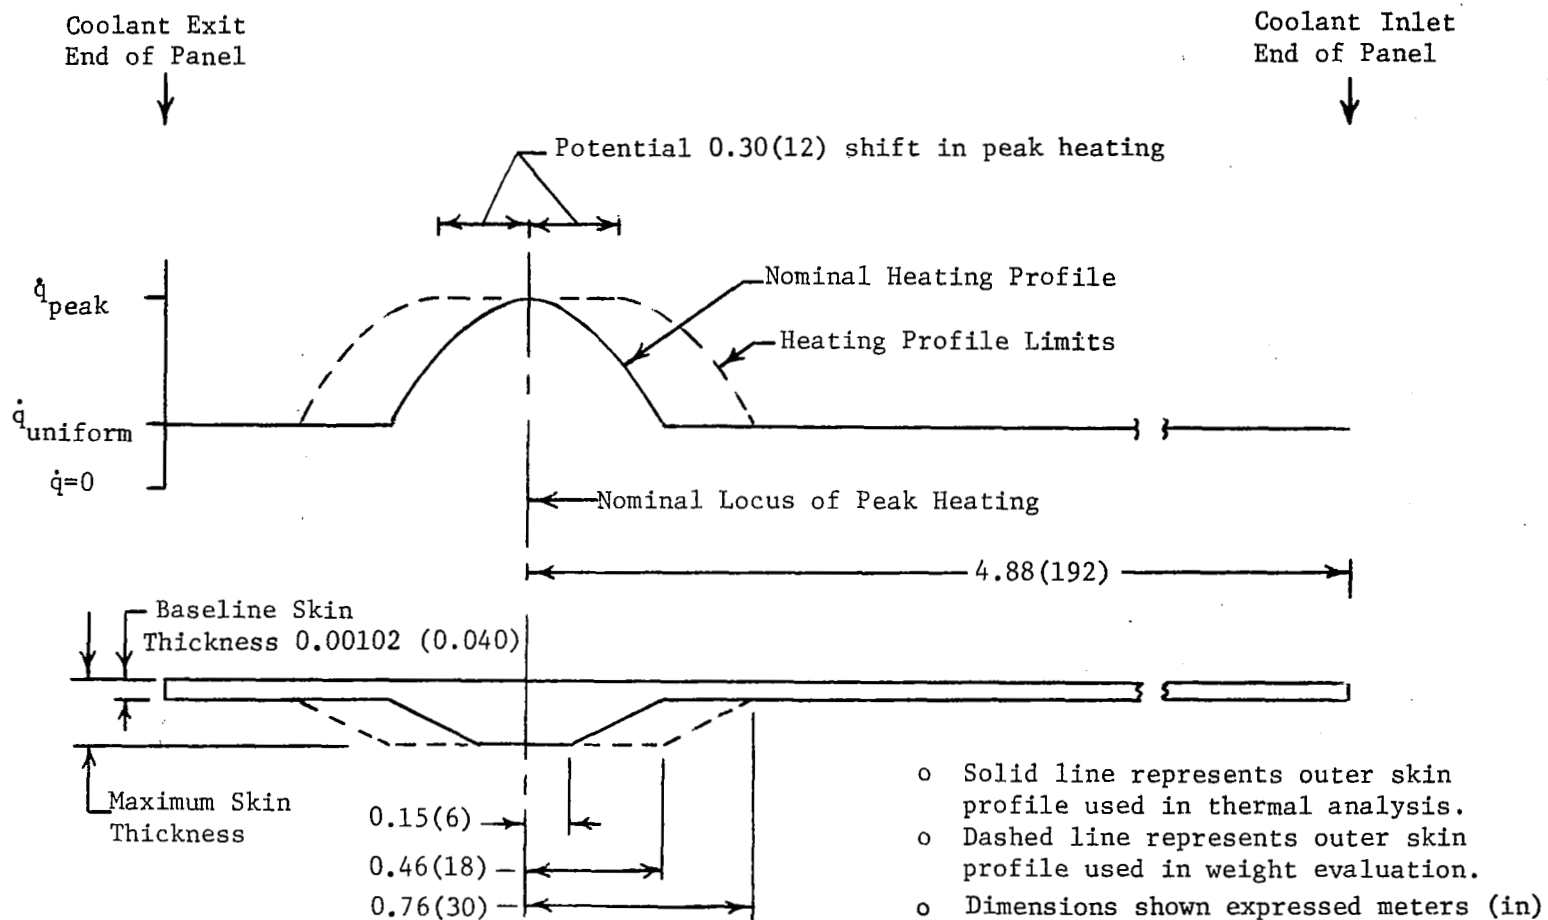 Coolant Exit
End of Panel
Coolant Inlet
End of Panel
Potential 0.30(12) shift in peak heating
Nominal Heating Profile
q̇peak
Heating Profile Limits
q̇uniform
q̇=0
Nominal Locus of Peak Heating
4.88(192)
Baseline Skin
Thickness 0.00102 (0.040)
Maximum Skin
Thickness
0.15(6)
0.46(18)
0.76(30)
o Solid line represents outer skin
profile used in thermal analysis.
o Dashed line represents outer skin
profile used in weight evaluation.
o Dimensions shown expressed meters (in)